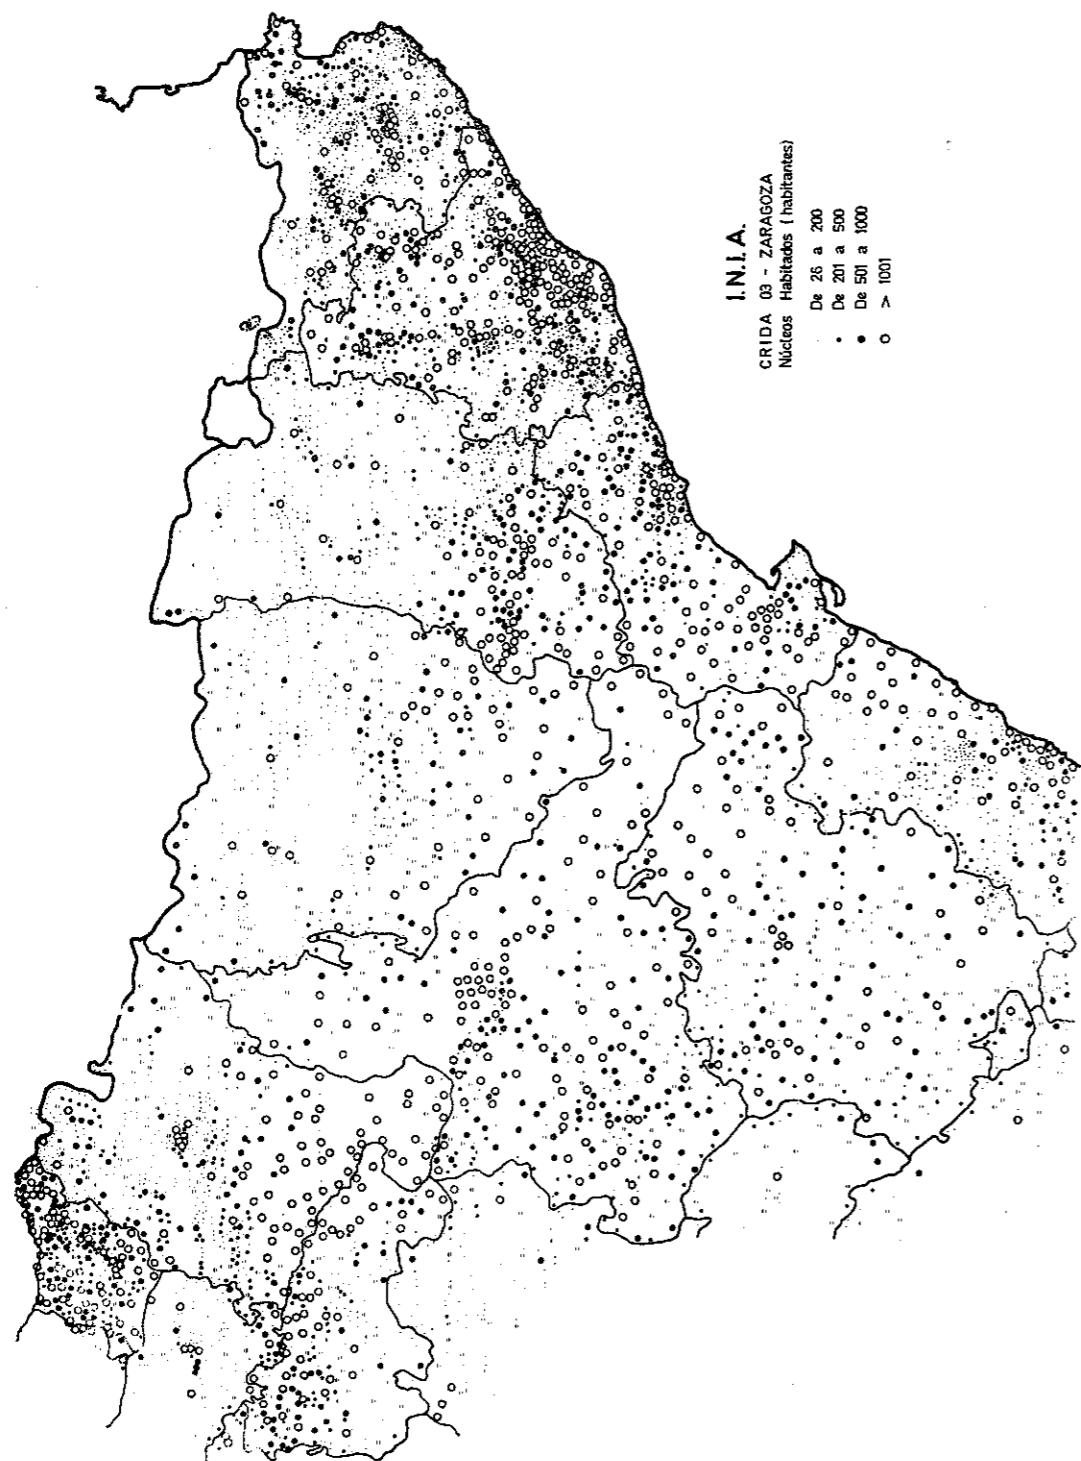 I.N.I.A.
CRIDA 03 - ZARAGOZA
Núcleos Habitados (habitantes)
De 26 a 200
De 201 a 500
De 501 a 1000
> 1001